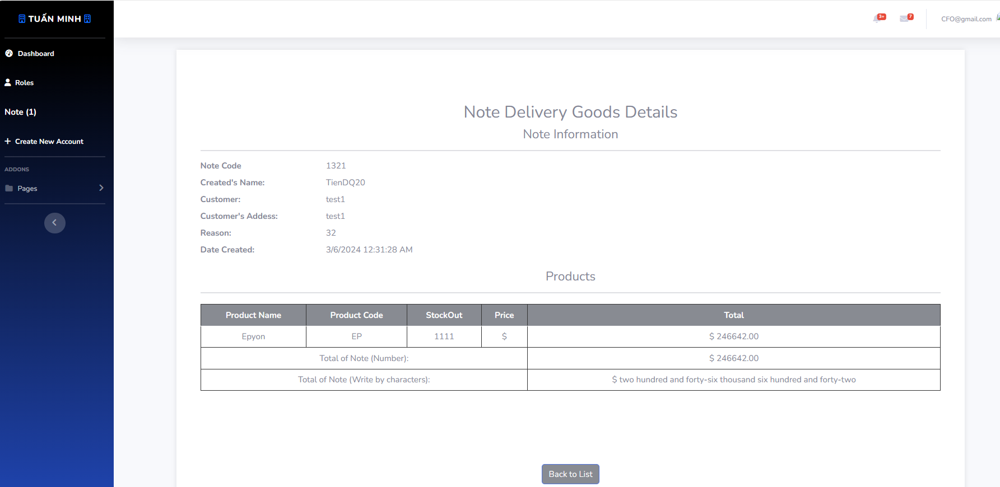 TUẤN MINH
3+
7
CFO@gmail.com
Dashboard
Roles
Note (1)
Create New Account
ADDONS
Pages
Note Delivery Goods Details
Note Information
Note Code 1321
Created's Name: TienDQ20
Customer: test1
Customer's Addess: test1
Reason: 32
Date Created: 3/6/2024 12:31:28 AM
Products
Product Name Product Code StockOut Price Total
Epyon EP 1111 $ $ 246642.00
Total of Note (Number): $ 246642.00
Total of Note (Write by characters): $ two hundred and forty-six thousand six hundred and forty-two
Back to List